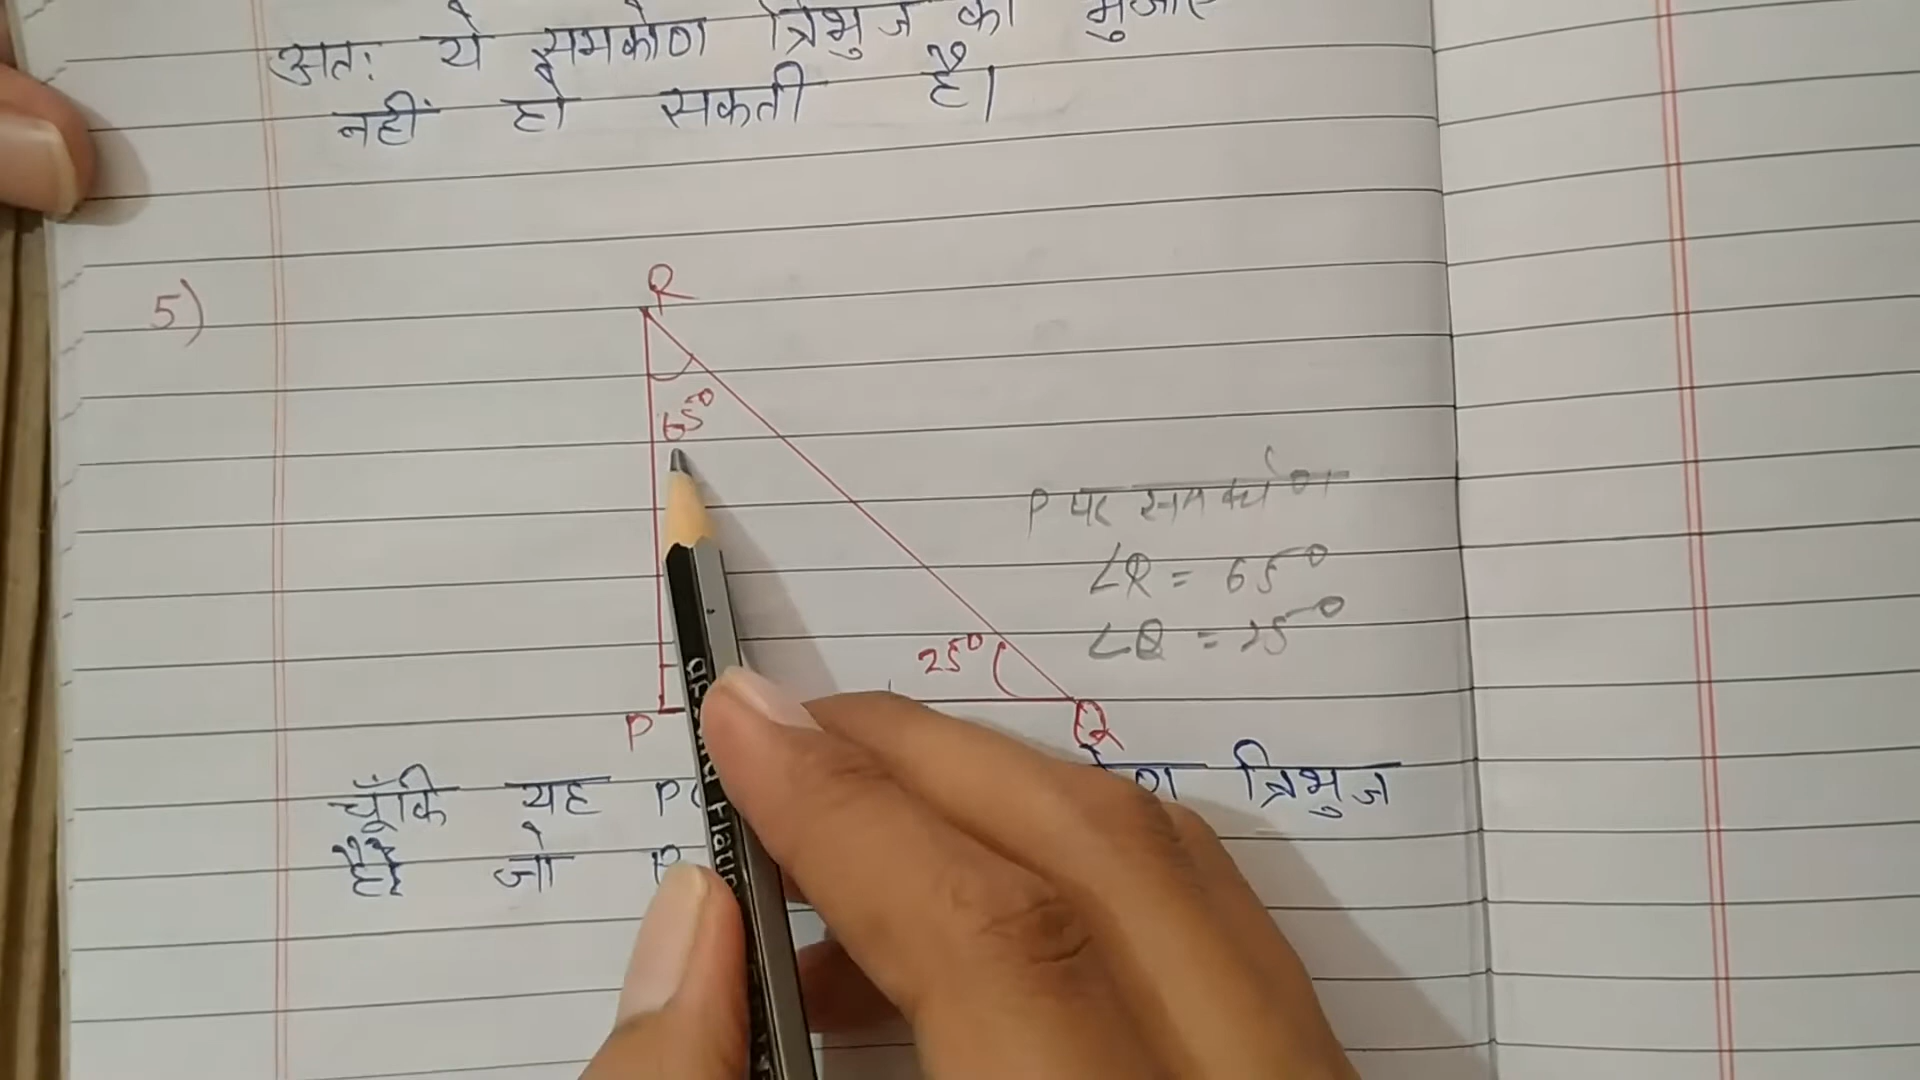 अतः ये समकोण त्रिभुज की भुजाएँ
नहीं हो सकती है।
5)
R
65°
P पर समकोण
∠R = 65°
∠Q = 25°
25°
P
Q
चूँकि यह त्रिभुज
है जो